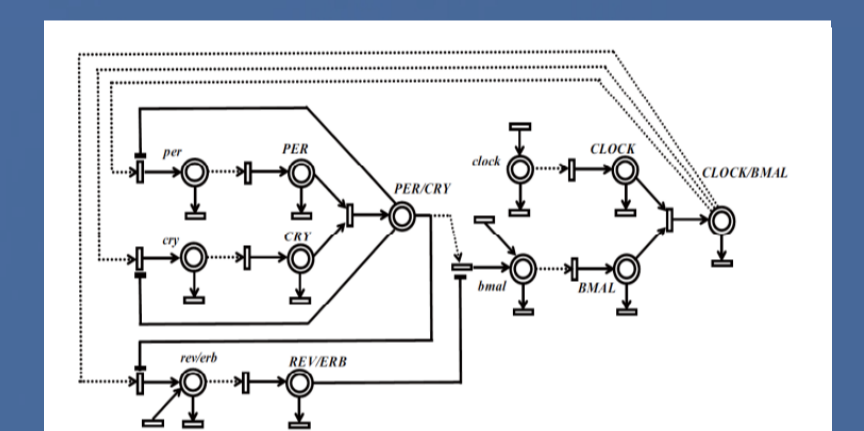 per
PER
clock
CLOCK
CLOCK/BMAL
PER/CRY
cry
CRY
bmal
BMAL
rev/erb
REV/ERB